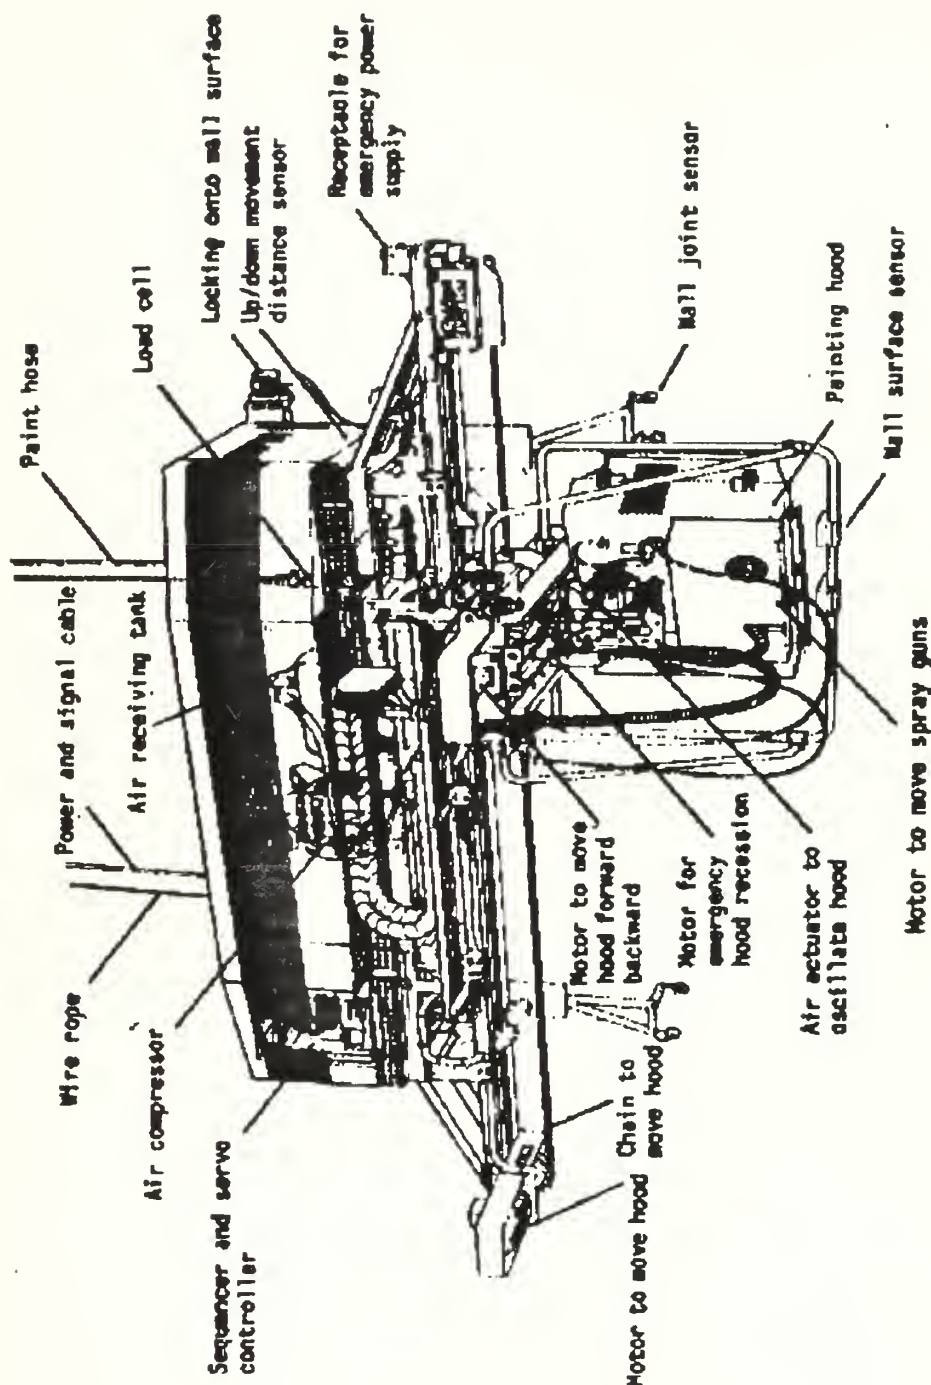 Paint hose
Power and signal cable
Wire rope
Load cell
Air receiving tank
Air compressor
Sequencer and servo
controller
Locking onto wall surface
Up/down movement
distance sensor
Receptacle for
emergency power
supply
Wall joint sensor
Painting hood
Wall surface sensor
Motor to move spray guns
Air actuator to
oscillate hood
Motor for
emergency
hood recession
Motor to move
hood forward
backward
Chain to
move hood
Motor to move hood